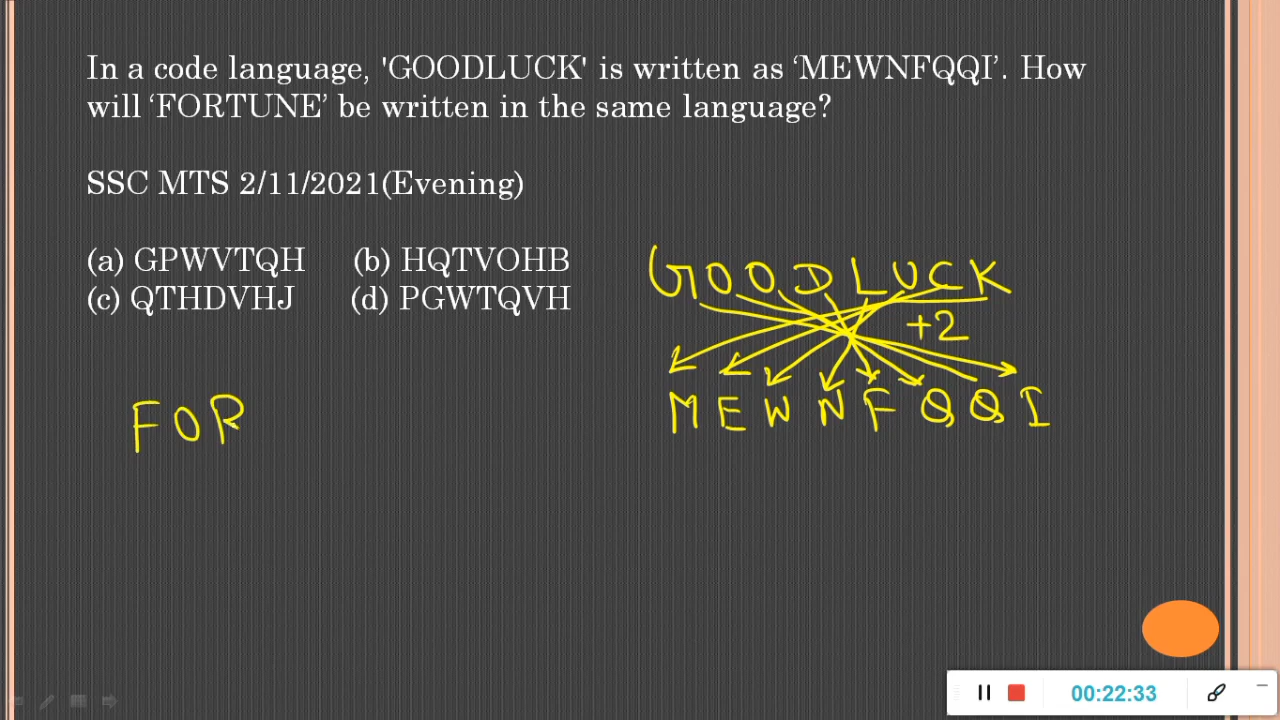 In a code language, 'GOODLUCK' is written as ‘MEWNFQQI’. How
will ‘FORTUNE’ be written in the same language?
SSC MTS 2/11/2021(Evening)
(a) GPWVTQH (b) HQTVOHB
(c) QTHDVHJ (d) PGWTQVH
GOODLUCK
+2
MEWNFQQI
FOR
00:22:33